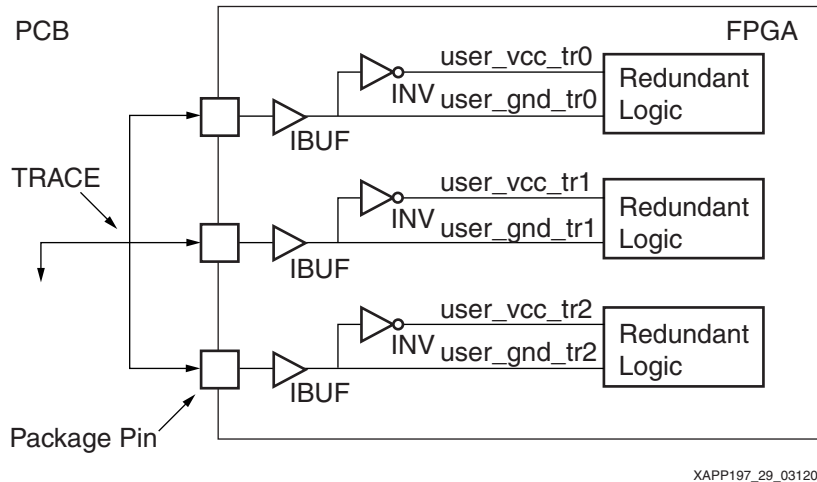 PCB
FPGA
user_vcc_tr0
INV
user_gnd_tr0
IBUF
Redundant
Logic
TRACE
user_vcc_tr1
INV
user_gnd_tr1
IBUF
Redundant
Logic
user_vcc_tr2
INV
user_gnd_tr2
IBUF
Redundant
Logic
Package Pin
XAPP197_29_03120